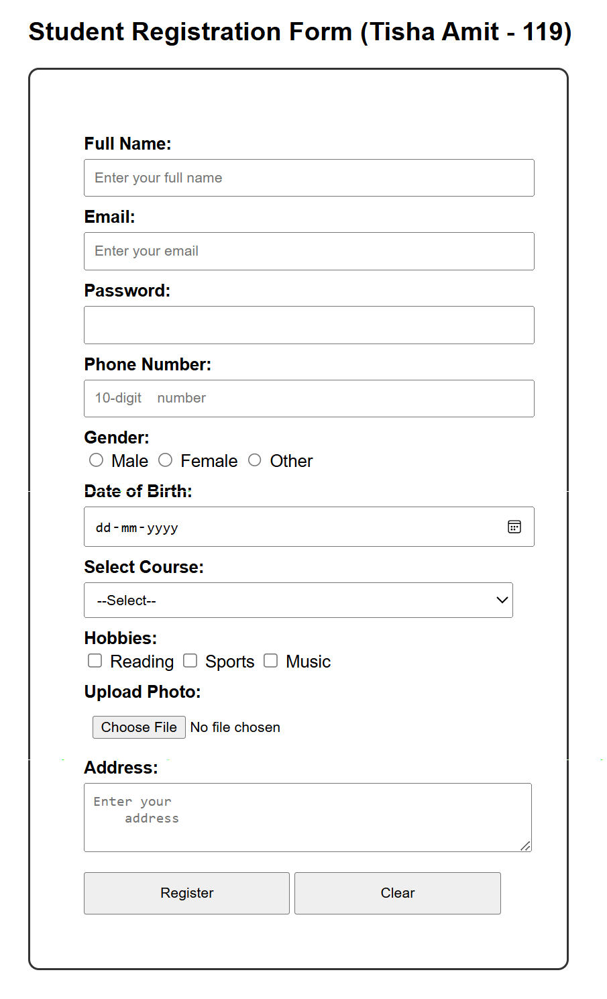 Student Registration Form (Tisha Amit - 119)
Full Name:
Enter your full name
Email:
Enter your email
Password:
Phone Number:
10-digit    number
Gender:
Male Female Other
Date of Birth:
dd-mm-yyyy
Select Course:
--Select--
Hobbies:
Reading Sports Music
Upload Photo:
Choose File No file chosen
Address:
Enter your
address
Register Clear